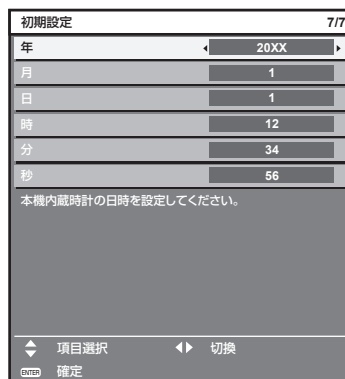 初期設定 7/7
年 20XX
月 1
日 1
時 12
分 34
秒 56
本機内蔵時計の日時を設定してください。
項目選択 切換
ENTER 確定